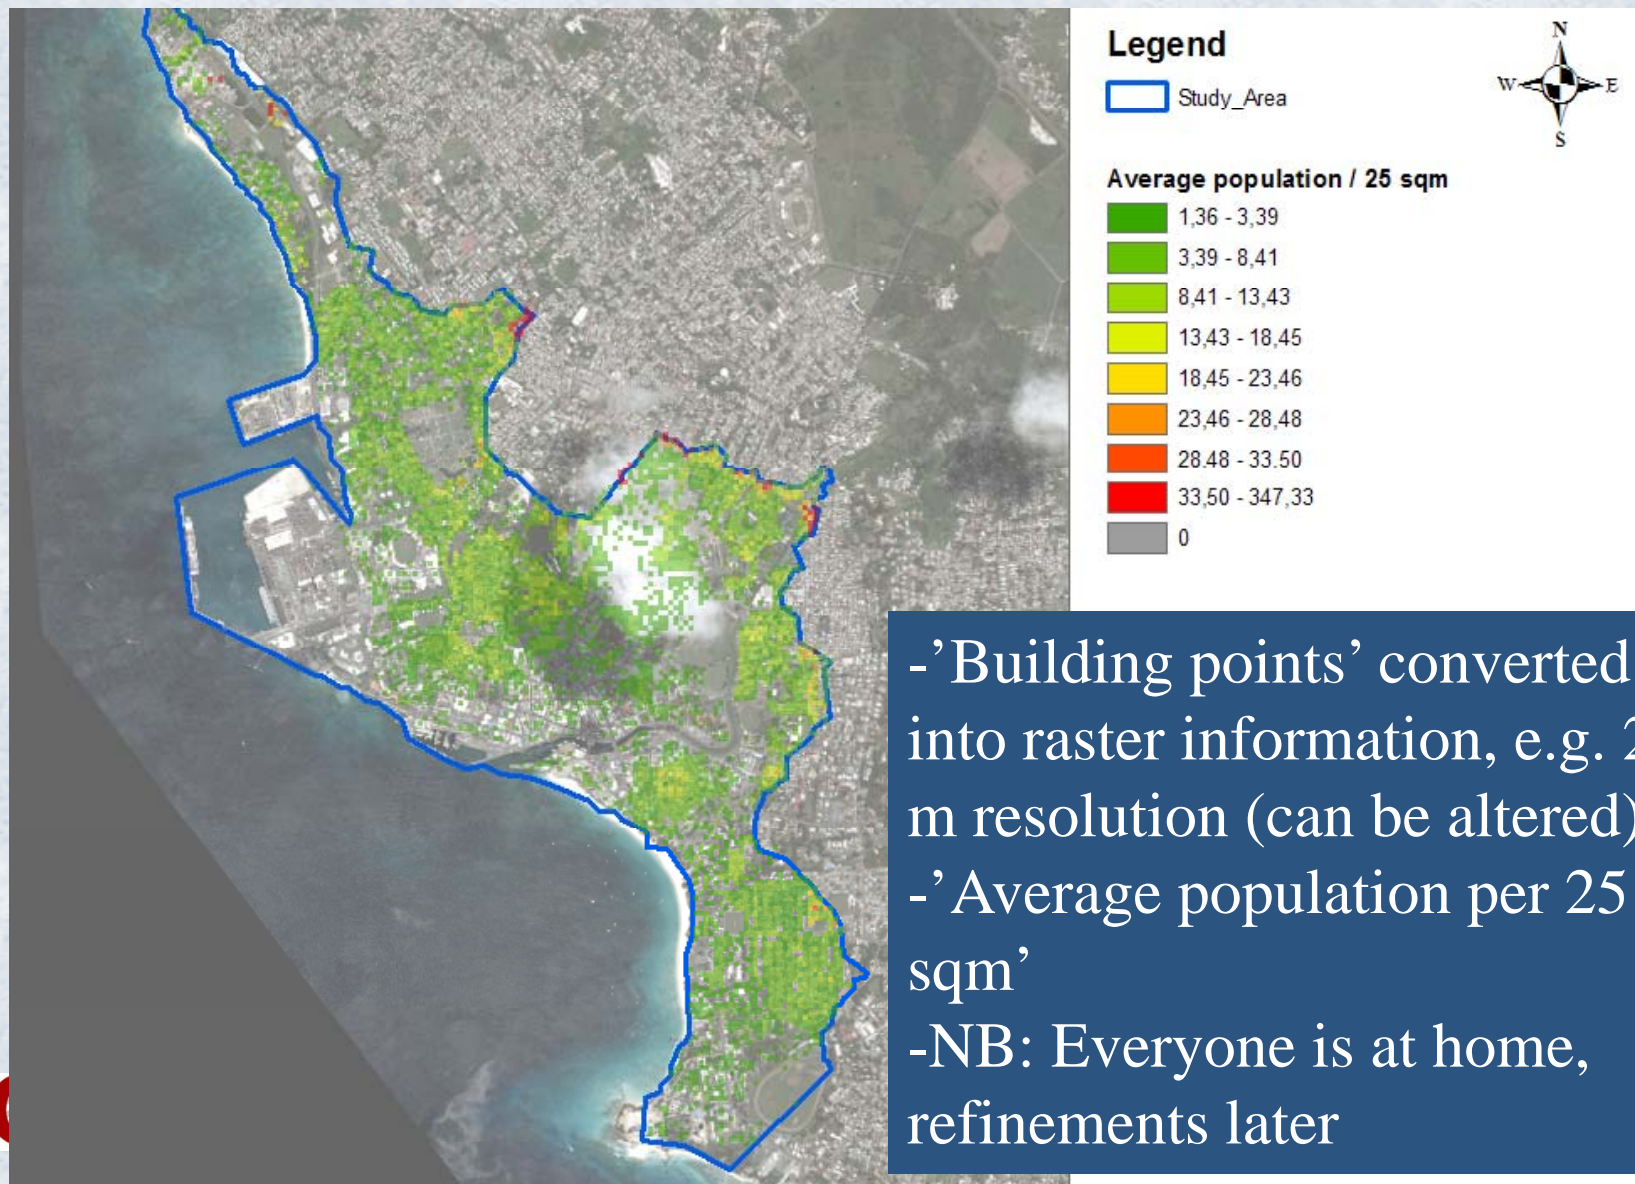 Legend
N
W
E
S
Study_Area
Average population / 25 sqm
1,36 - 3,39
3,39 - 8,41
8,41 - 13,43
13,43 - 18,45
18,45 - 23,46
23,46 - 28,48
28.48 - 33.50
33,50 - 347,33
0
-’Building points’ converted
into raster information, e.g.
m resolution (can be altered)
-’Average population per 25
sqm’
-NB: Everyone is at home,
refinements later